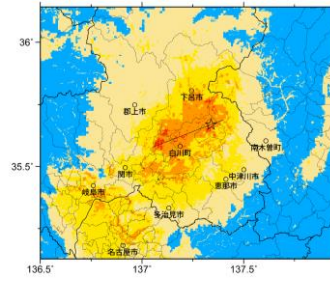 36˚
下呂市
郡上市
南木曽町
白川町
35.5˚
関市
中津川市
恵那市
岐阜市
多治見市
名古屋市
136.5˚ 137˚ 137.5˚